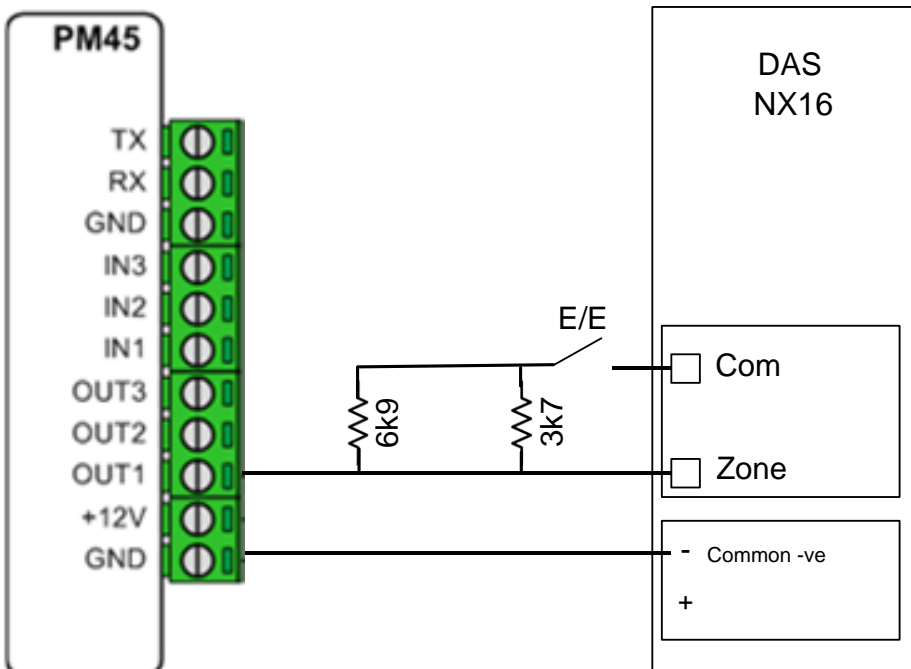 PM45
TX
RX
GND
IN3
IN2
IN1
OUT3
OUT2
OUT1
+12V
GND
E/E
6k9
3k7
DAS
NX16
Com
Zone
- Common -ve
+